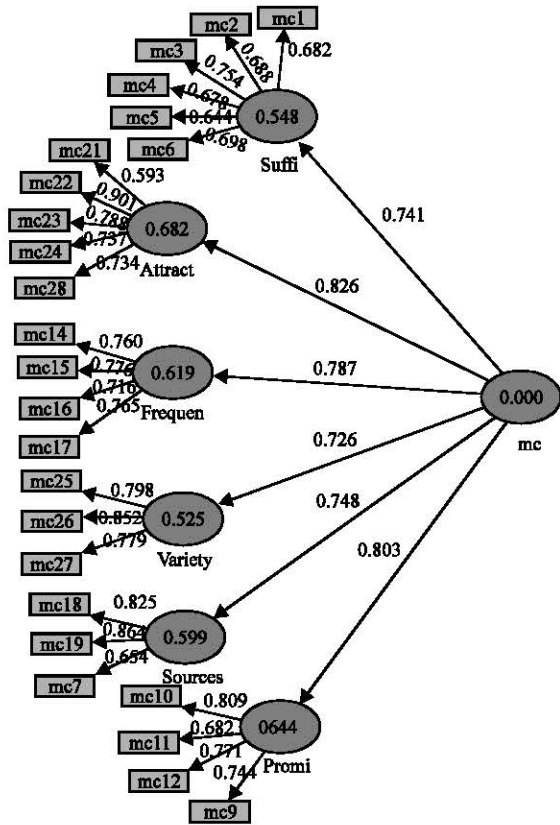 mc1
mc2
mc3
mc4
mc5
mc6
0.682
0.688
0.754
0.678
0.644
0.698
0.548
Suffi
mc21
mc22
mc23
mc24
mc28
0.593
0.901
0.788
0.737
0.734
0.682
Attract
mc14
mc15
mc16
mc17
0.760
0.776
0.716
0.765
0.619
Frequen
mc25
mc26
mc27
0.798
0.852
0.779
0.525
Variety
mc18
mc19
mc7
0.825
0.864
0.654
0.599
Sources
mc10
mc11
mc12
mc9
0.809
0.682
0.771
0.744
0644
Promi
0.741
0.826
0.787
0.726
0.748
0.803
0.000
mc